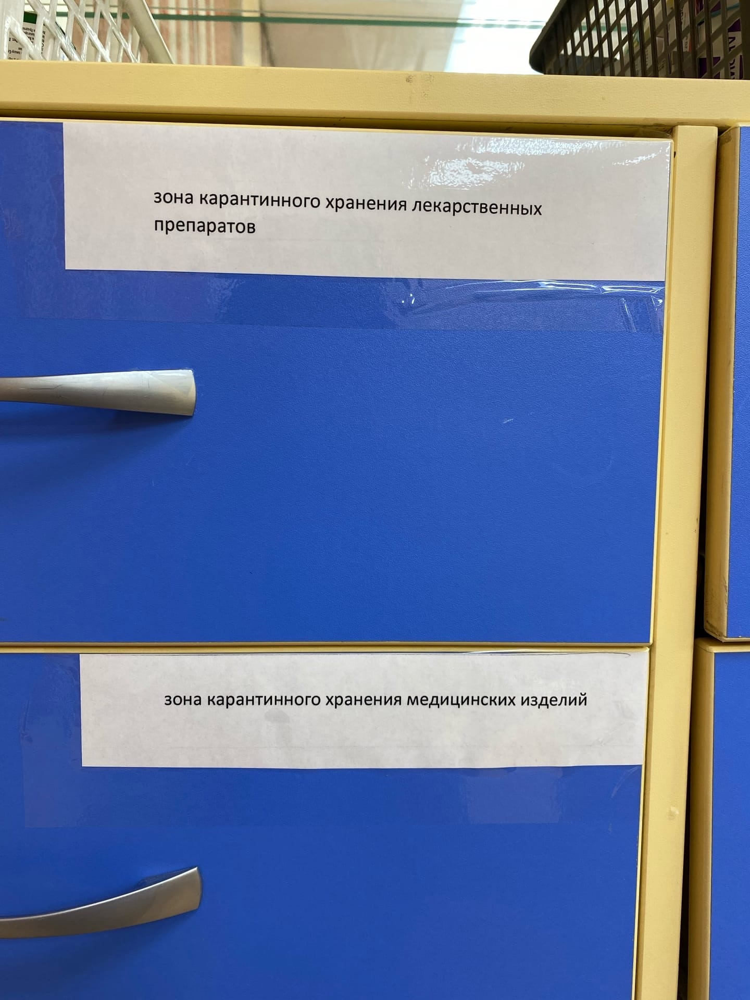 зона карантинного хранения лекарственных
препаратов
зона карантинного хранения медицинских изделий